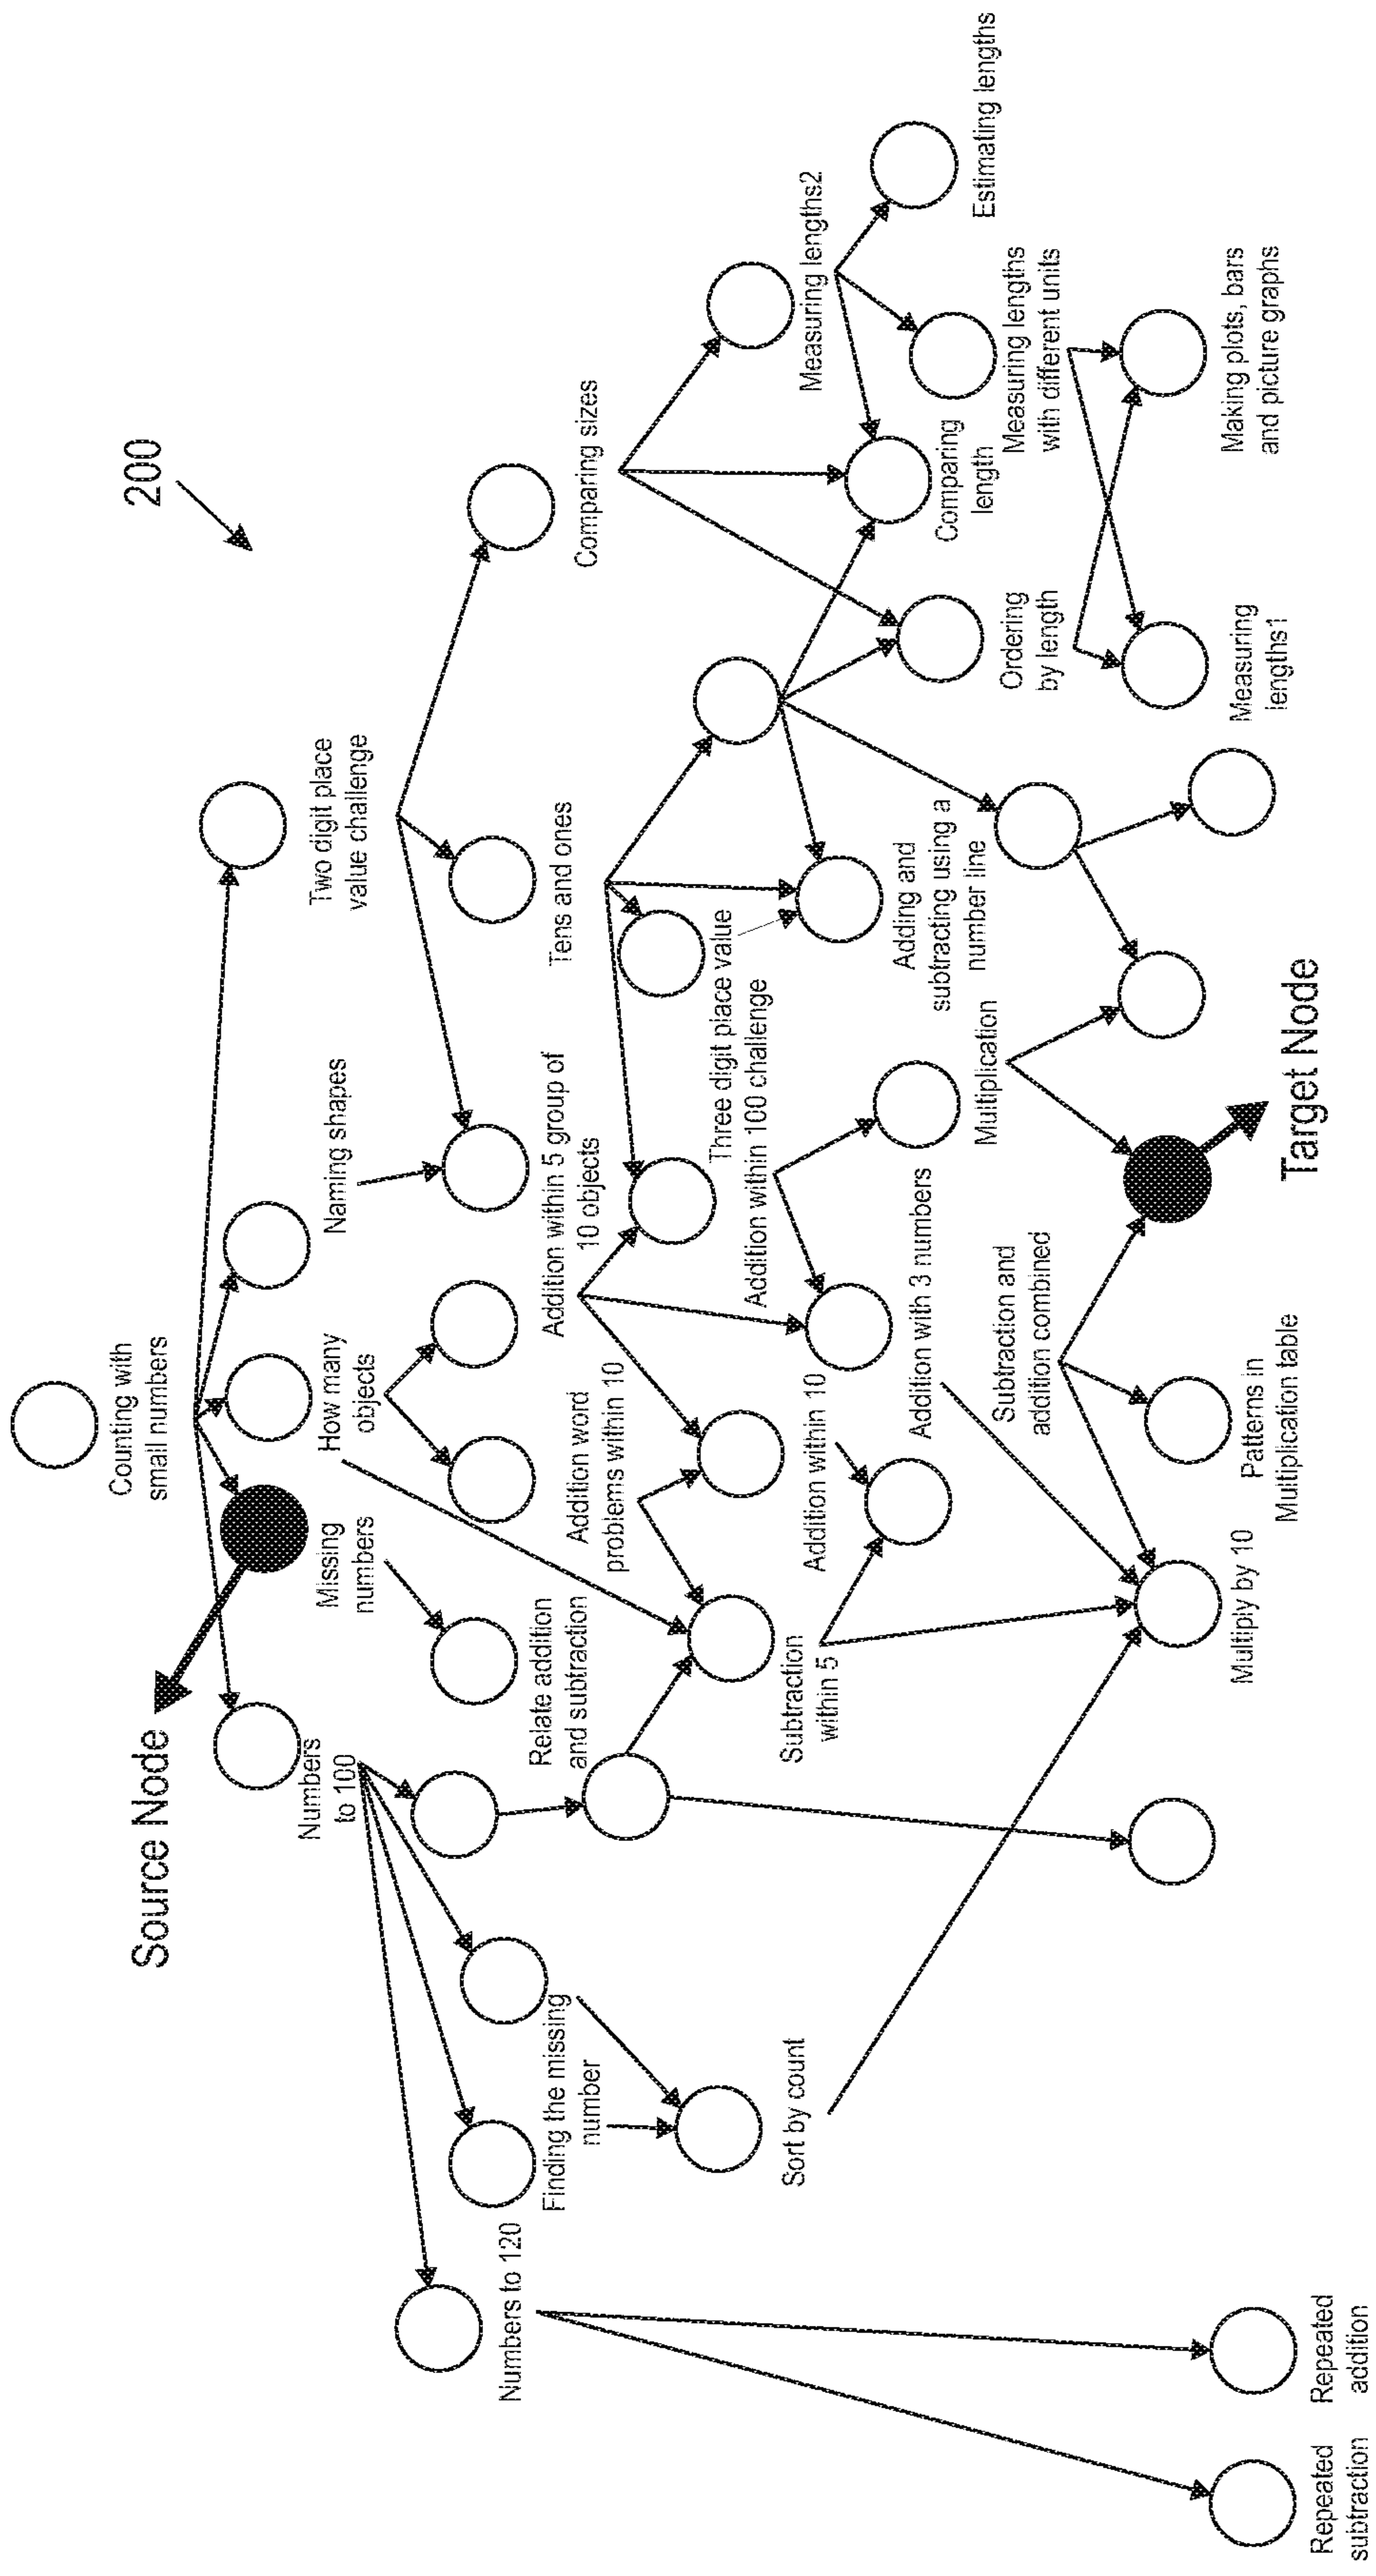 200
Counting with
small numbers
Source Node
Numbers
to 100
Missing
numbers
How many
objects
Naming shapes
Two digit place
value challenge
Numbers to 120
Finding the missing
number
Relate addition
and subtraction
Addition word
problems within 10
Addition within 5 group of
10 objects
Tens and ones
Comparing sizes
Sort by count
Subtraction
within 5
Addition within 10
Addition within 100 challenge
Three digit place value
Measuring lengths2
Addition with 3 numbers
Subtraction and
addition combined
Multiplication
Adding and
subtracting using a
number line
Ordering
by length
Comparing
length
Measuring lengths
with different units
Estimating lengths
Repeated
subtraction
Repeated
addition
Multiply by 10
Patterns in
Multiplication table
Target Node
Measuring
lengths1
Making plots, bars
and picture graphs